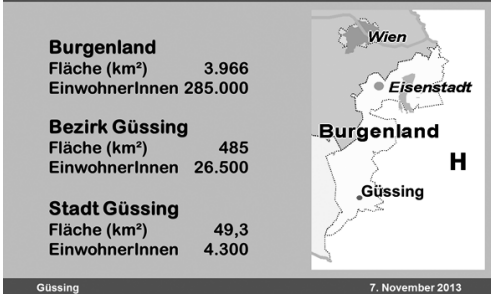 Burgenland
Fläche (km²) 3.966
EinwohnerInnen 285.000
Bezirk Güssing
Fläche (km²) 485
EinwohnerInnen 26.500
Stadt Güssing
Fläche (km²) 49,3
EinwohnerInnen 4.300
Wien
Eisenstadt
Burgenland
H
Güssing
Güssing 7. November 2013